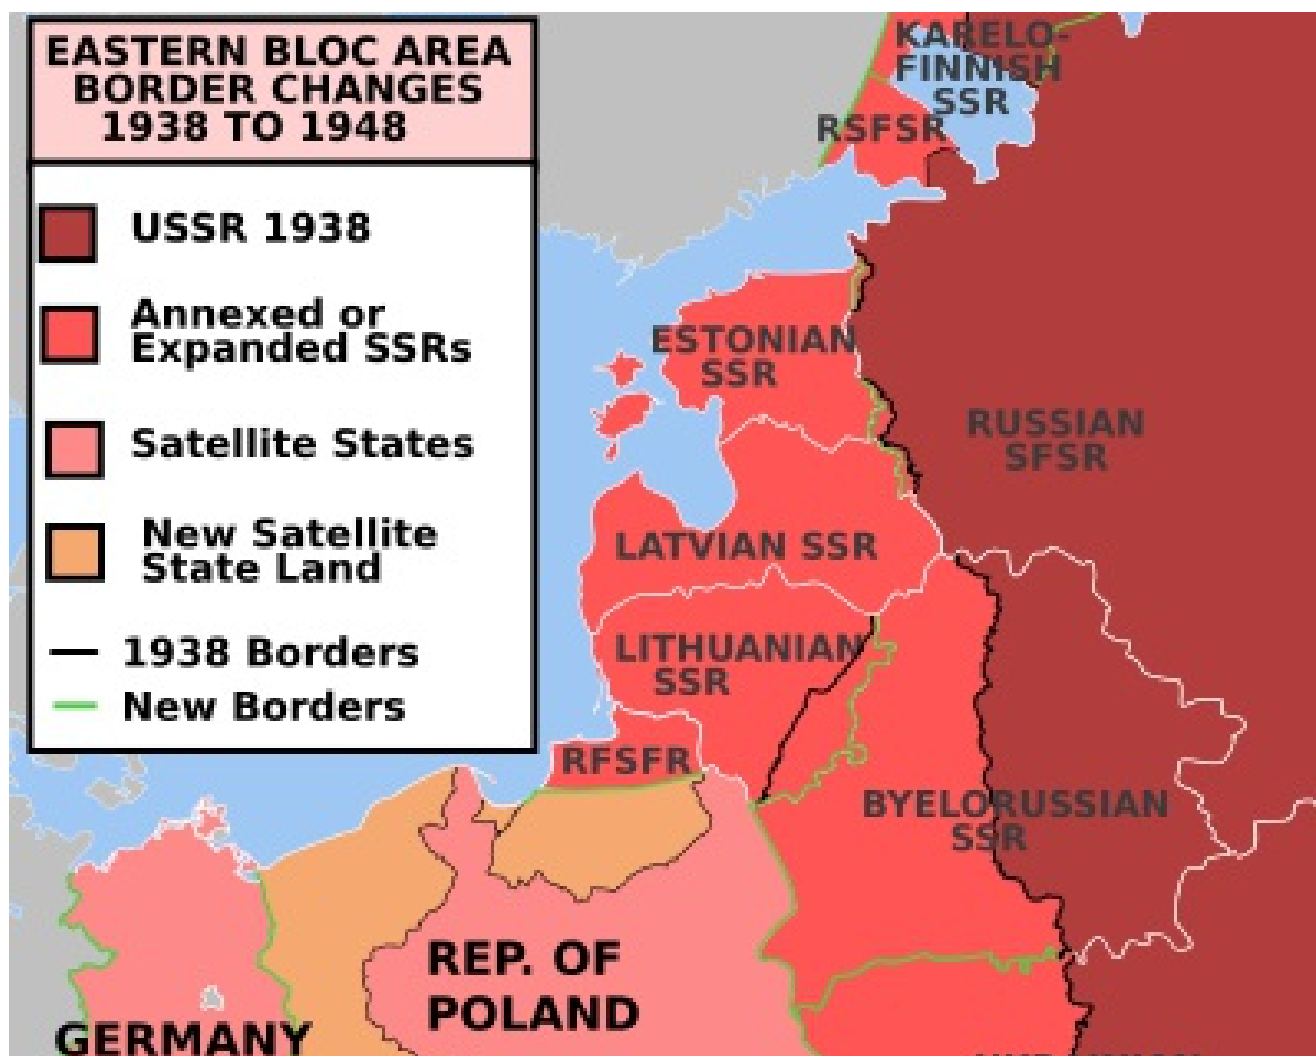 EASTERN BLOC AREA
BORDER CHANGES
1938 TO 1948
USSR 1938
Annexed or
Expanded SSRs
Satellite States
New Satellite
State Land
1938 Borders
New Borders
KARELO-
FINNISH
SSR
RSFSR
ESTONIAN
SSR
RUSSIAN
SFSR
LATVIAN SSR
LITHUANIAN
SSR
RFSFR
BYELORUSSIAN
SSR
REP. OF
POLAND
GERMANY